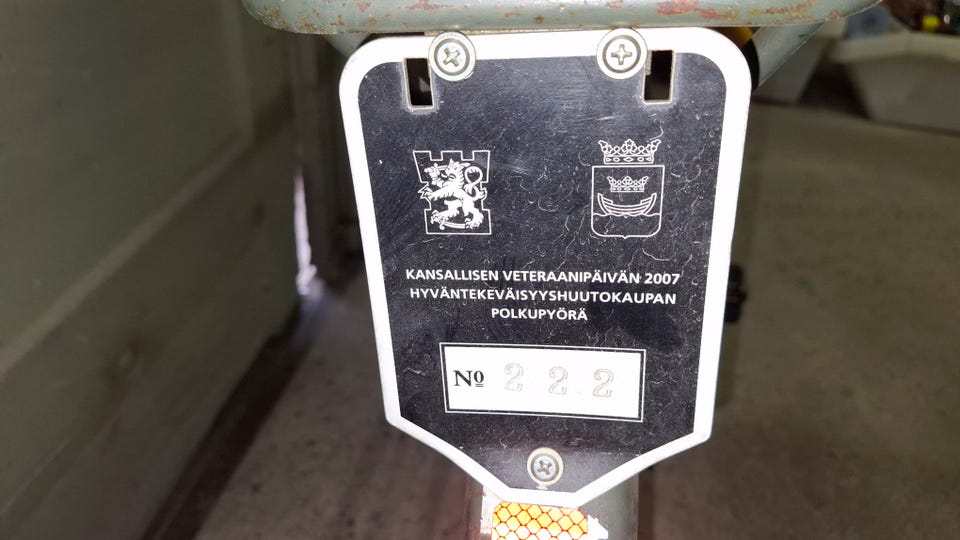 KANSALLISEN VETERAANIPÄIVÄN 2007
HYVÄNTEKEVÄISYYSHUUTOKAUPAN
POLKUPYÖRÄ
Nº 222